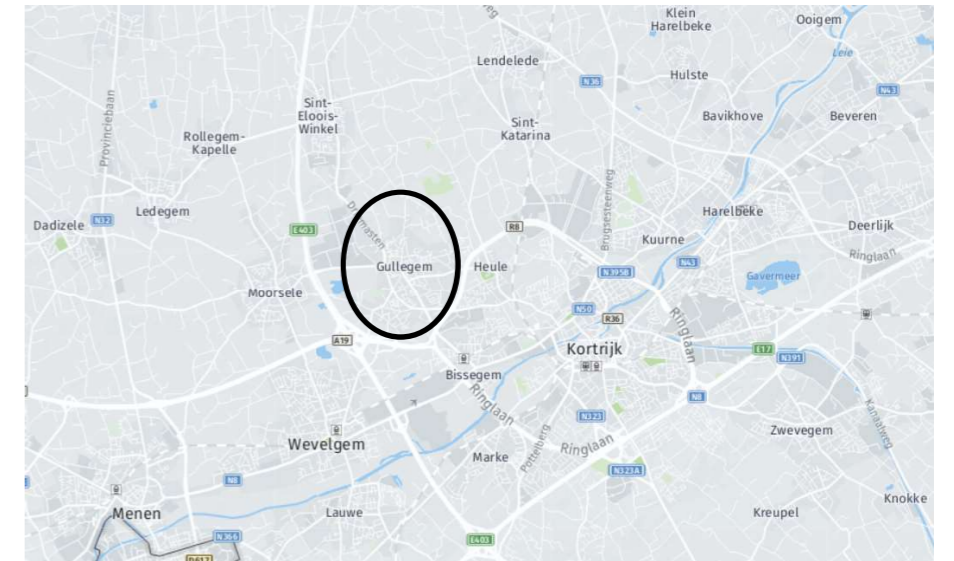 Klein
Harelbeke
Ooigem
Leie
Lendelede
N36
Hulste
N43
Sint-
Eloois-
Winkel
Provinciebaan
Bavikhove
Beveren
Rollegem-
Kapelle
Sint-
Katarina
Brugsesteenweg
Dadizele
N32
Ledegem
Driemasten
Harelbeke
Deerlijk
E403
R8
Kuurne
Ringlaan
Gullegem
Heule
N395B
N43
Gavermeer
Moorsele
N50
R36
Ringlaan
A19
Kortrijk
E17
N391
Bissegem
Ringlaan
N8
Kanaalweg
N323
Zwevegem
Wevelgem
Pottelberg
Ringlaan
Marke
N323A
N8
Menen
Lauwe
Kreupel
Knokke
N366
E403
D617